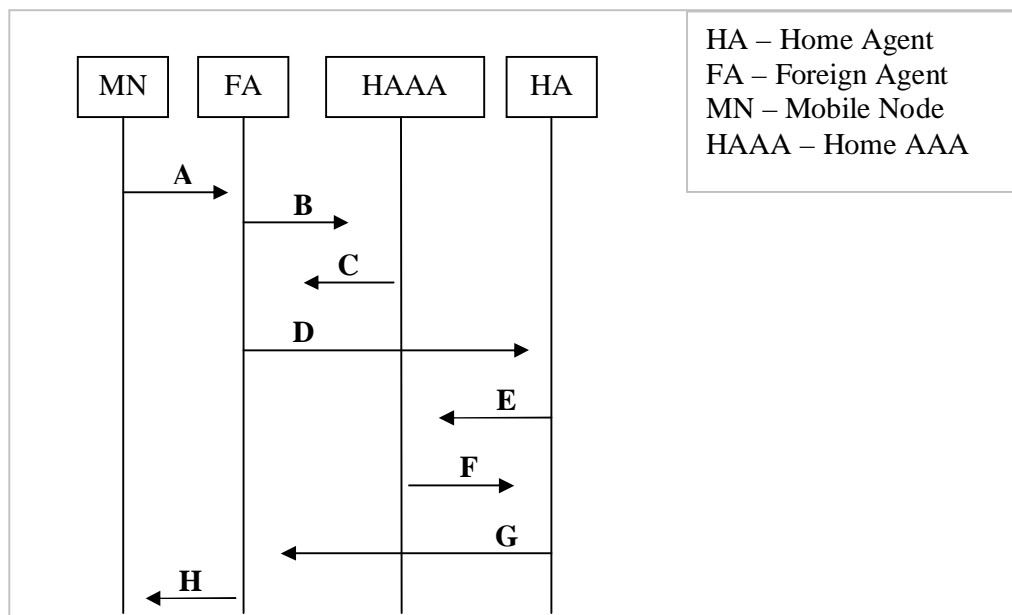 MN FA HAAA HA
HA – Home Agent
FA – Foreign Agent
MN – Mobile Node
HAAA – Home AAA
A
B
C
D
E
F
G
H